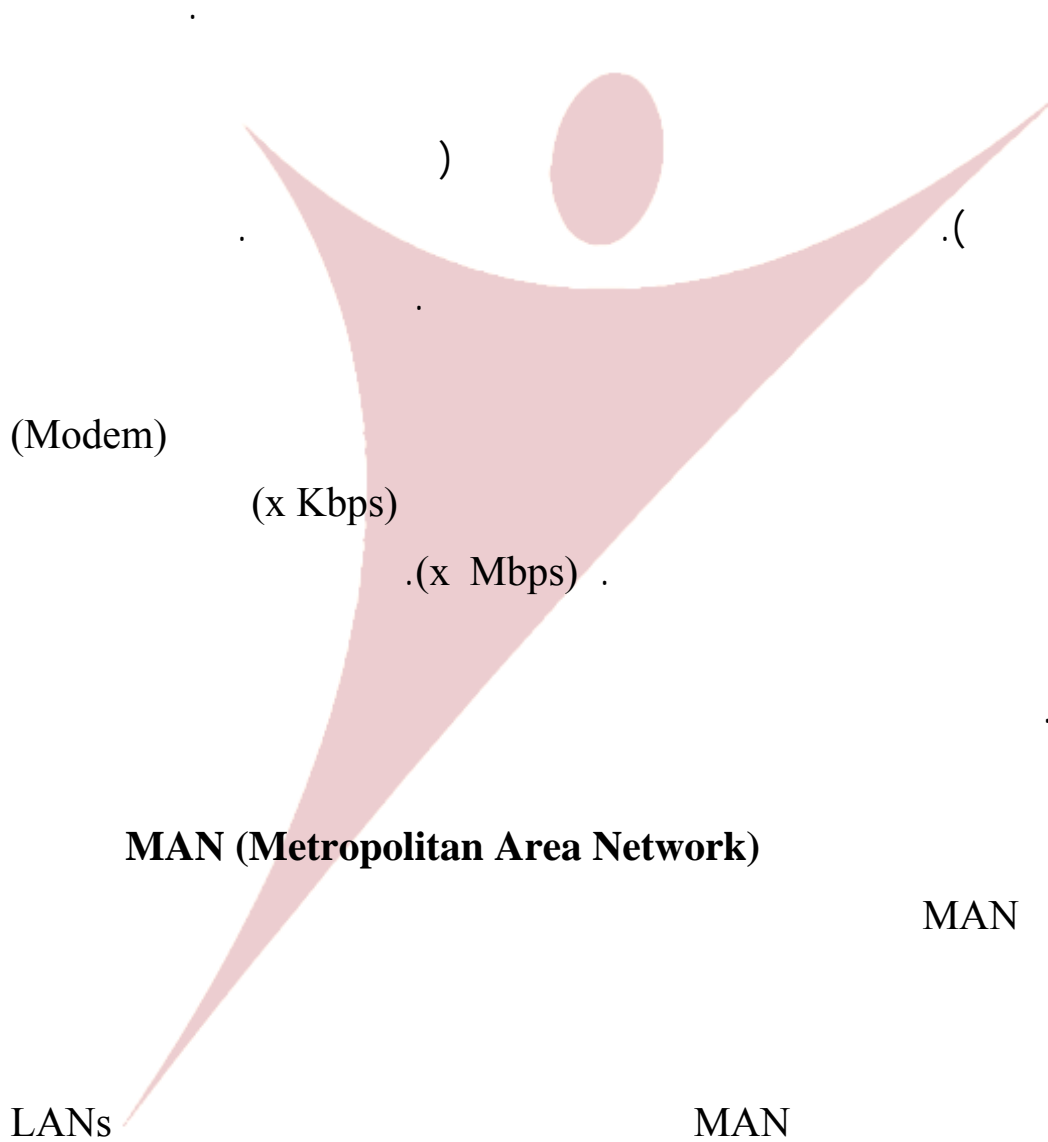 .
)
.(
.
.
(Modem)
(x Kbps)
. (x Mbps).
.
MAN (Metropolitan Area Network)
MAN
MAN LANs